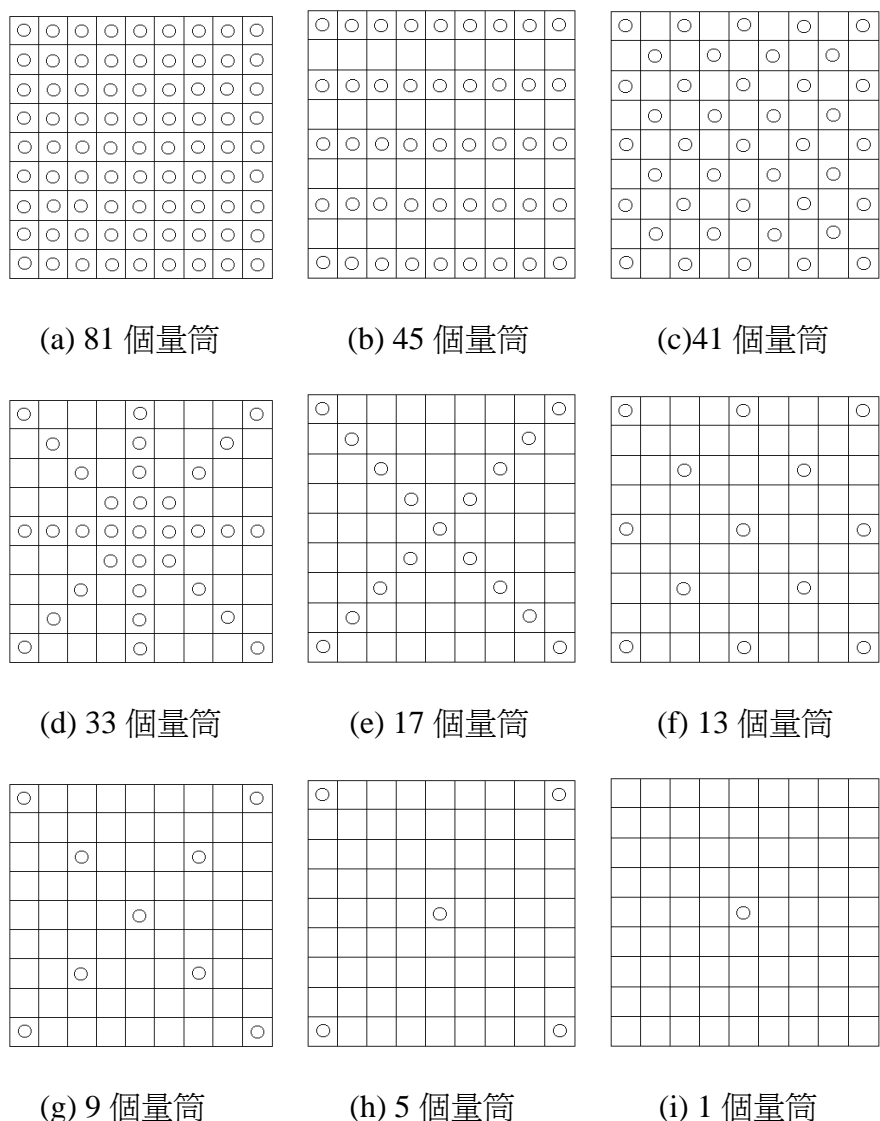 (a) 81 個量筒 (b) 45 個量筒 (c)41 個量筒
(d) 33 個量筒 (e) 17 個量筒 (f) 13 個量筒
(g) 9 個量筒 (h) 5 個量筒 (i) 1 個量筒